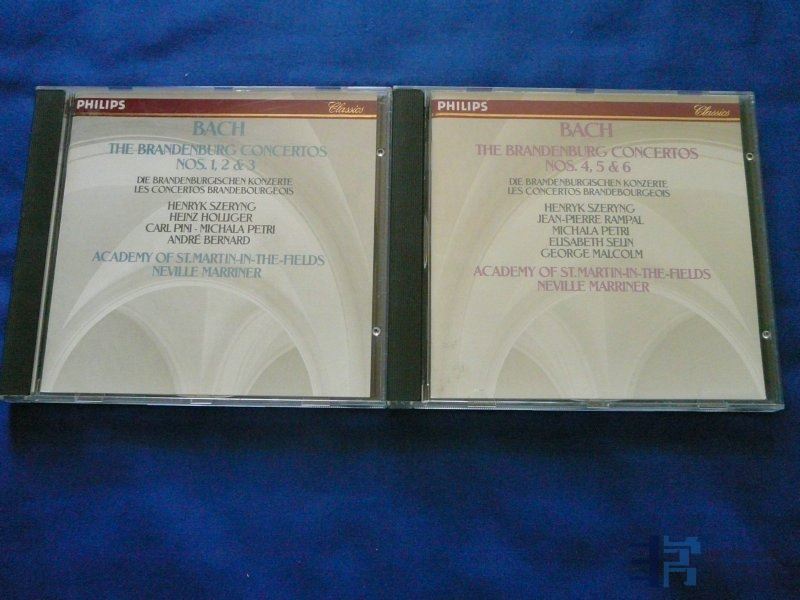 PHILIPS
Classics
BACH
THE BRANDENBURG CONCERTOS
NOS. 1, 2 & 3
DIE BRANDENBURGISCHEN KONZERTE
LES CONCERTOS BRANDEBOURGEOIS
HENRYK SZERYNG
HEINZ HOLLIGER
CARL PINI - MICHALA PETRI
ANDRÉ BERNARD
ACADEMY OF ST. MARTIN-IN-THE-FIELDS
NEVILLE MARRINER
PHILIPS
Classics
BACH
THE BRANDENBURG CONCERTOS
NOS. 4, 5 & 6
DIE BRANDENBURGISCHEN KONZERTE
LES CONCERTOS BRANDEBOURGEOIS
HENRYK SZERYNG
JEAN-PIERRE RAMPAL
MICHALA PETRI
ELISABETH SELIN
GEORGE MALCOLM
ACADEMY OF ST. MARTIN-IN-THE-FIELDS
NEVILLE MARRINER